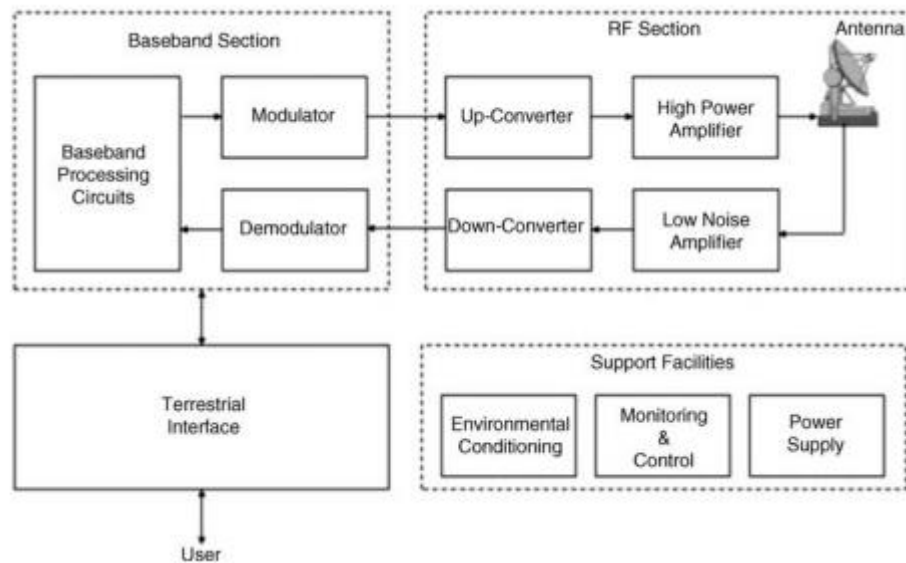 Baseband Section
RF Section
Antenna
Baseband
Processing
Circuits
Modulator
Up-Converter
High Power
Amplifier
Demodulator
Down-Converter
Low Noise
Amplifier
Terrestrial
Interface
Support Facilities
Environmental
Conditioning
Monitoring
&
Control
Power
Supply
User